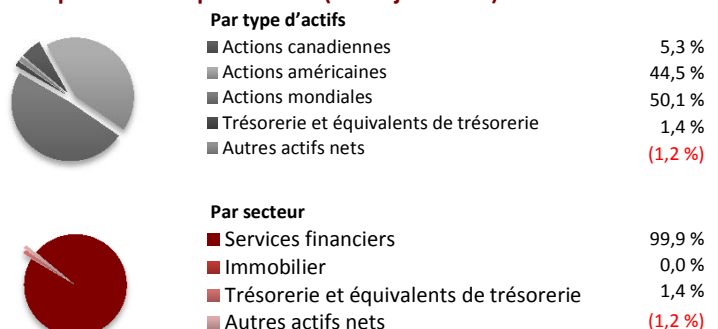 Par type d’actifs
Actions canadiennes 5,3 %
Actions américaines 44,5 %
Actions mondiales 50,1 %
Trésorerie et équivalents de trésorerie 1,4 %
Autres actifs nets (1,2 %)
Par secteur
Services financiers 99,9 %
Immobilier 0,0 %
Trésorerie et équivalents de trésorerie 1,4 %
Autres actifs nets (1,2 %)